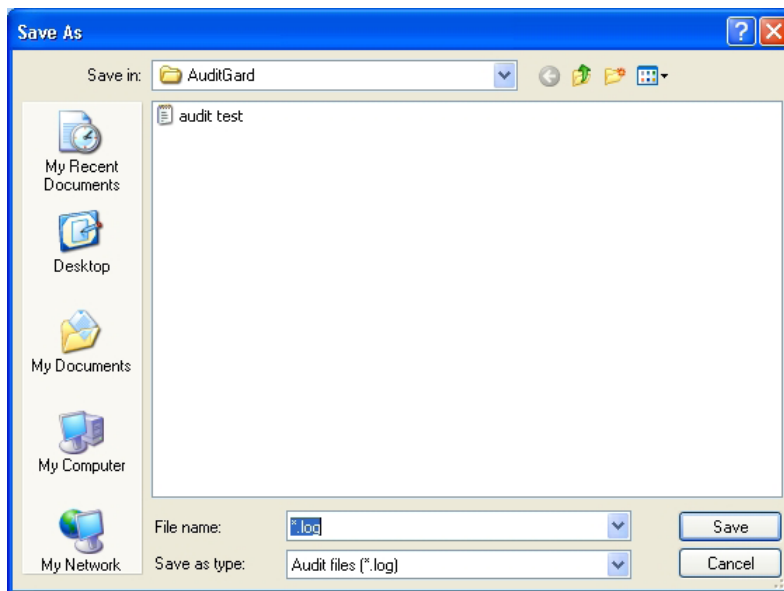 Save As
Save in:
AuditGard
audit test
My Recent
Documents
Desktop
My Documents
My Computer
My Network
File name:
*.log
Save
Save as type:
Audit files (*.log)
Cancel